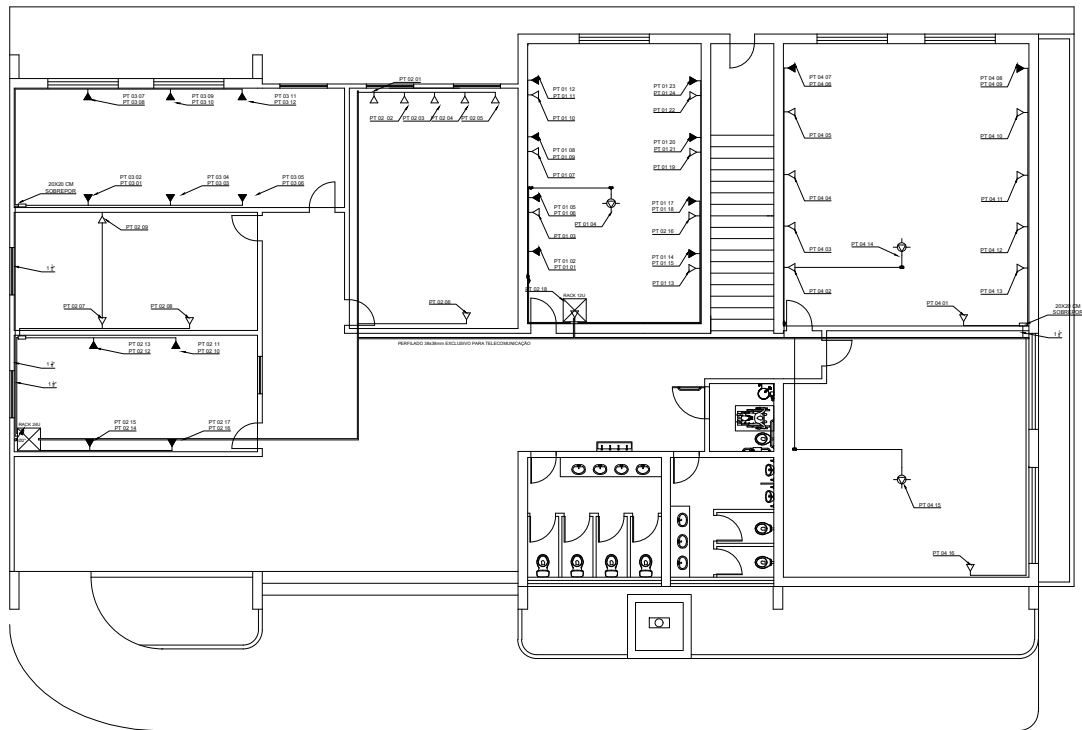 PT 02 01
PT 03 07
PT 03 08
PT 03 09
PT 03 10
PT 03 11
PT 03 12
PT 02 02
PT 02 03
PT 02 04
PT 02 05
PT 01 12
PT 01 11
PT 01 10
PT 01 23
PT 01 24
PT 01 22
PT 04 07
PT 04 06
PT 04 08
PT 04 09
PT 04 05
PT 04 10
PT 01 08
PT 01 09
PT 01 07
PT 01 20
PT 01 21
PT 01 19
20X20 CM
SOBREPOR
PT 03 02
PT 03 01
PT 03 04
PT 03 03
PT 03 05
PT 03 06
PT 01 05
PT 01 06
PT 01 03
PT 01 04
PT 01 17
PT 01 18
PT 02 16
PT 04 04
PT 04 11
PT 02 09
PT 04 03
PT 04 14
PT 04 12
PT 01 02
PT 01 01
PT 01 14
PT 01 15
PT 01 13
PT 02 18
RACK 12U
PT 04 02
PT 04 13
PT 02 07
PT 02 08
PT 02 06
PT 04 01
20X20 CM
SOBREPOR
PERFILADO 38x38mm EXCLUSIVO PARA TELECOMUNICAÇÃO
PT 02 13
PT 02 12
PT 02 11
PT 02 10
RACK 24U
PT 02 15
PT 02 14
PT 02 17
PT 02 16
PT 04 15
PT 04 16